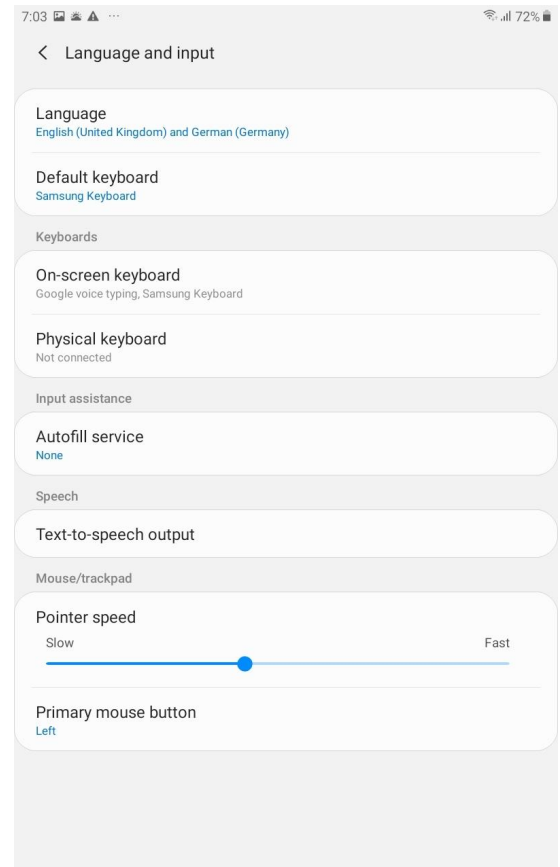 7:03 72%
Language and input
Language
English (United Kingdom) and German (Germany)
Default keyboard
Samsung Keyboard
Keyboards
On-screen keyboard
Google voice typing, Samsung Keyboard
Physical keyboard
Not connected
Input assistance
Autofill service
None
Speech
Text-to-speech output
Mouse/trackpad
Pointer speed
Slow Fast
Primary mouse button
Left